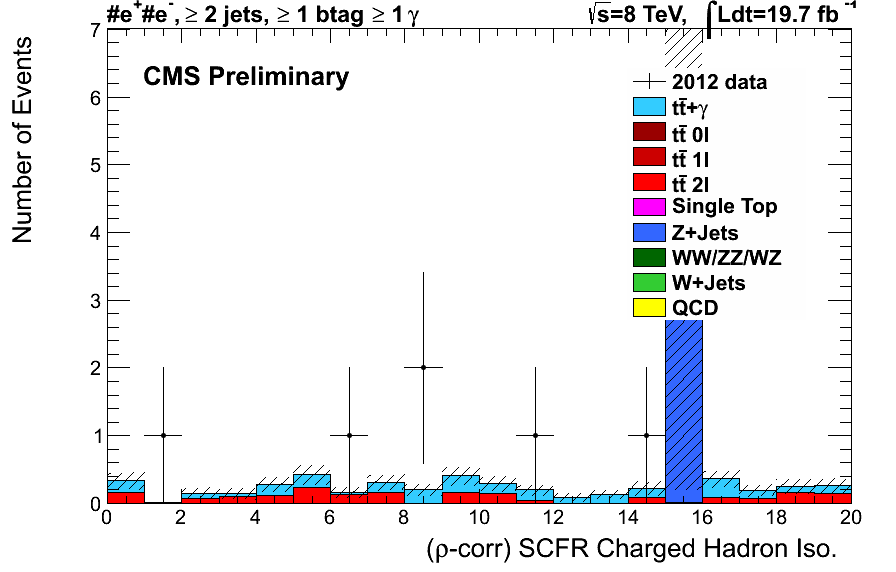 #e⁺#e⁻, ≥ 2 jets, ≥ 1 btag ≥ 1 γ
√s=8 TeV, ∫Ldt=19.7 fb⁻¹
CMS Preliminary
2012 data
tt̄+γ
tt̄ 0l
tt̄ 1l
tt̄ 2l
Single Top
Z+Jets
WW/ZZ/WZ
W+Jets
QCD
Number of Events
7
6
5
4
3
2
1
0
0 2 4 6 8 10 12 14 16 18 20
(ρ-corr) SCFR Charged Hadron Iso.